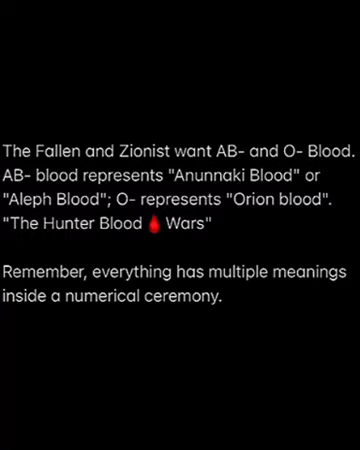 The Fallen and Zionist want AB- and O- Blood.
AB- blood represents "Anunnaki Blood" or
"Aleph Blood"; O- represents "Orion blood".
"The Hunter Blood 🩸 Wars"
Remember, everything has multiple meanings
inside a numerical ceremony.